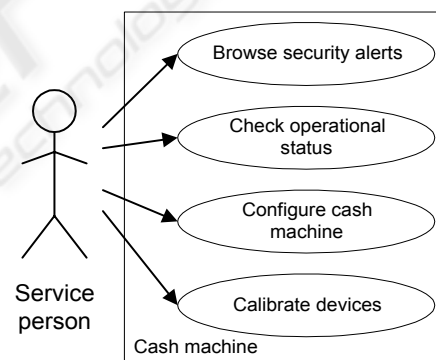 Browse security alerts
Check operational
status
Configure cash
machine
Calibrate devices
Service
person
Cash machine